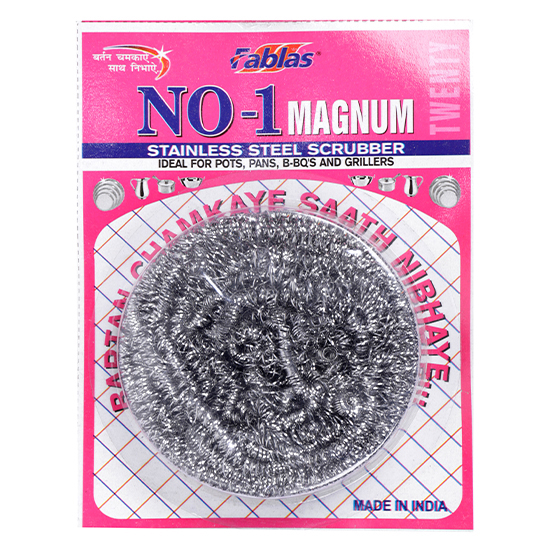 बर्तन चमकाएँ
साथ निभाएँ
Fablas®
TWENTY
NO-1 MAGNUM
STAINLESS STEEL SCRUBBER
IDEAL FOR POTS, PANS, B-BQ'S AND GRILLERS
BARTAN CHAMKAYE SAATH NIBHAYE...
MADE IN INDIA